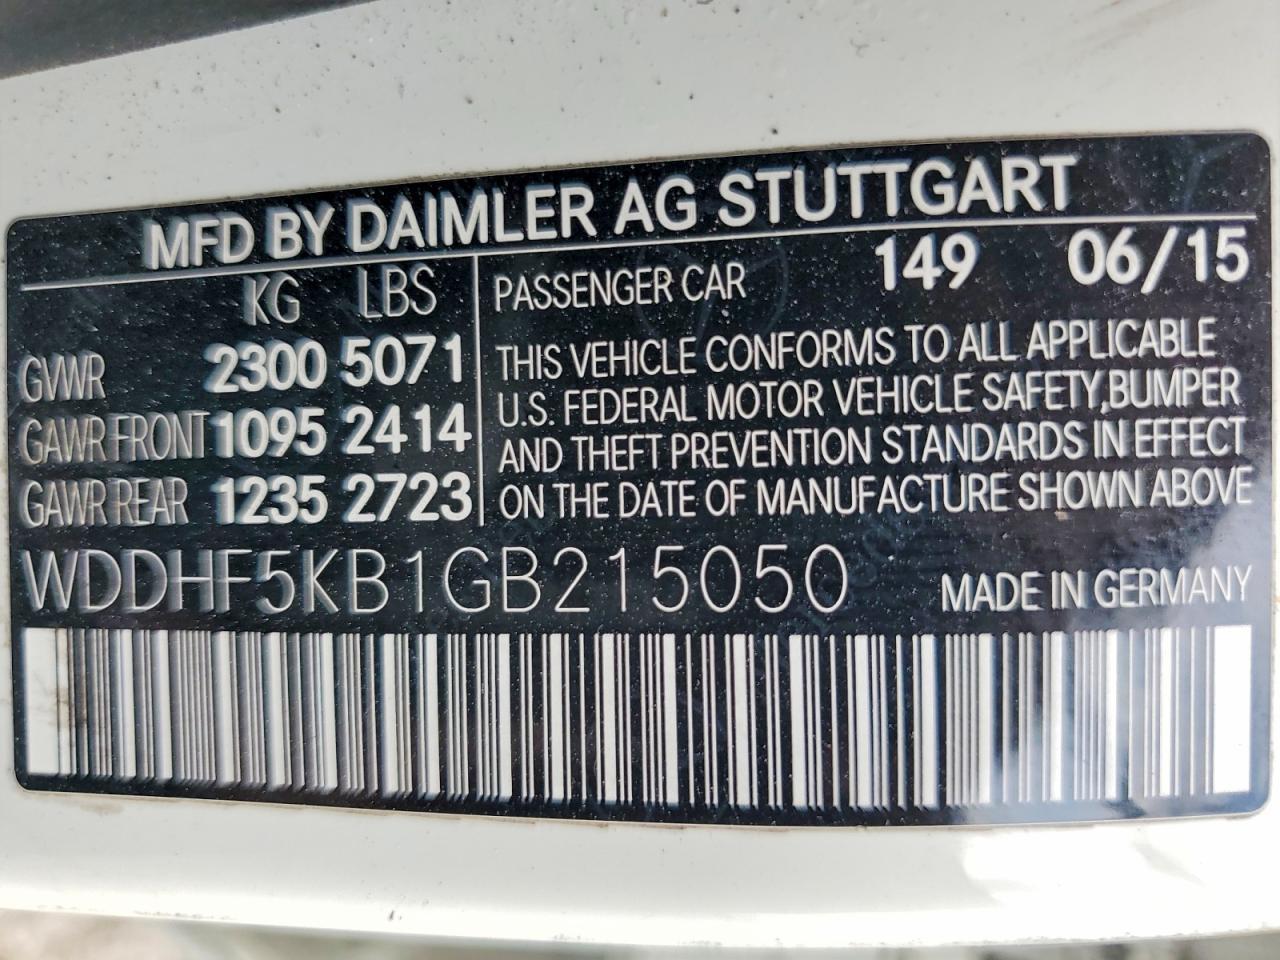 MFD BY DAIMLER AG STUTTGART
KG LBS
GVWR 2300 5071
GAWR FRONT 1095 2414
GAWR REAR 1235 2723
PASSENGER CAR 149 06/15
THIS VEHICLE CONFORMS TO ALL APPLICABLE
U.S. FEDERAL MOTOR VEHICLE SAFETY,BUMPER
AND THEFT PREVENTION STANDARDS IN EFFECT
ON THE DATE OF MANUFACTURE SHOWN ABOVE
WDDHF5KB1GB215050 MADE IN GERMANY